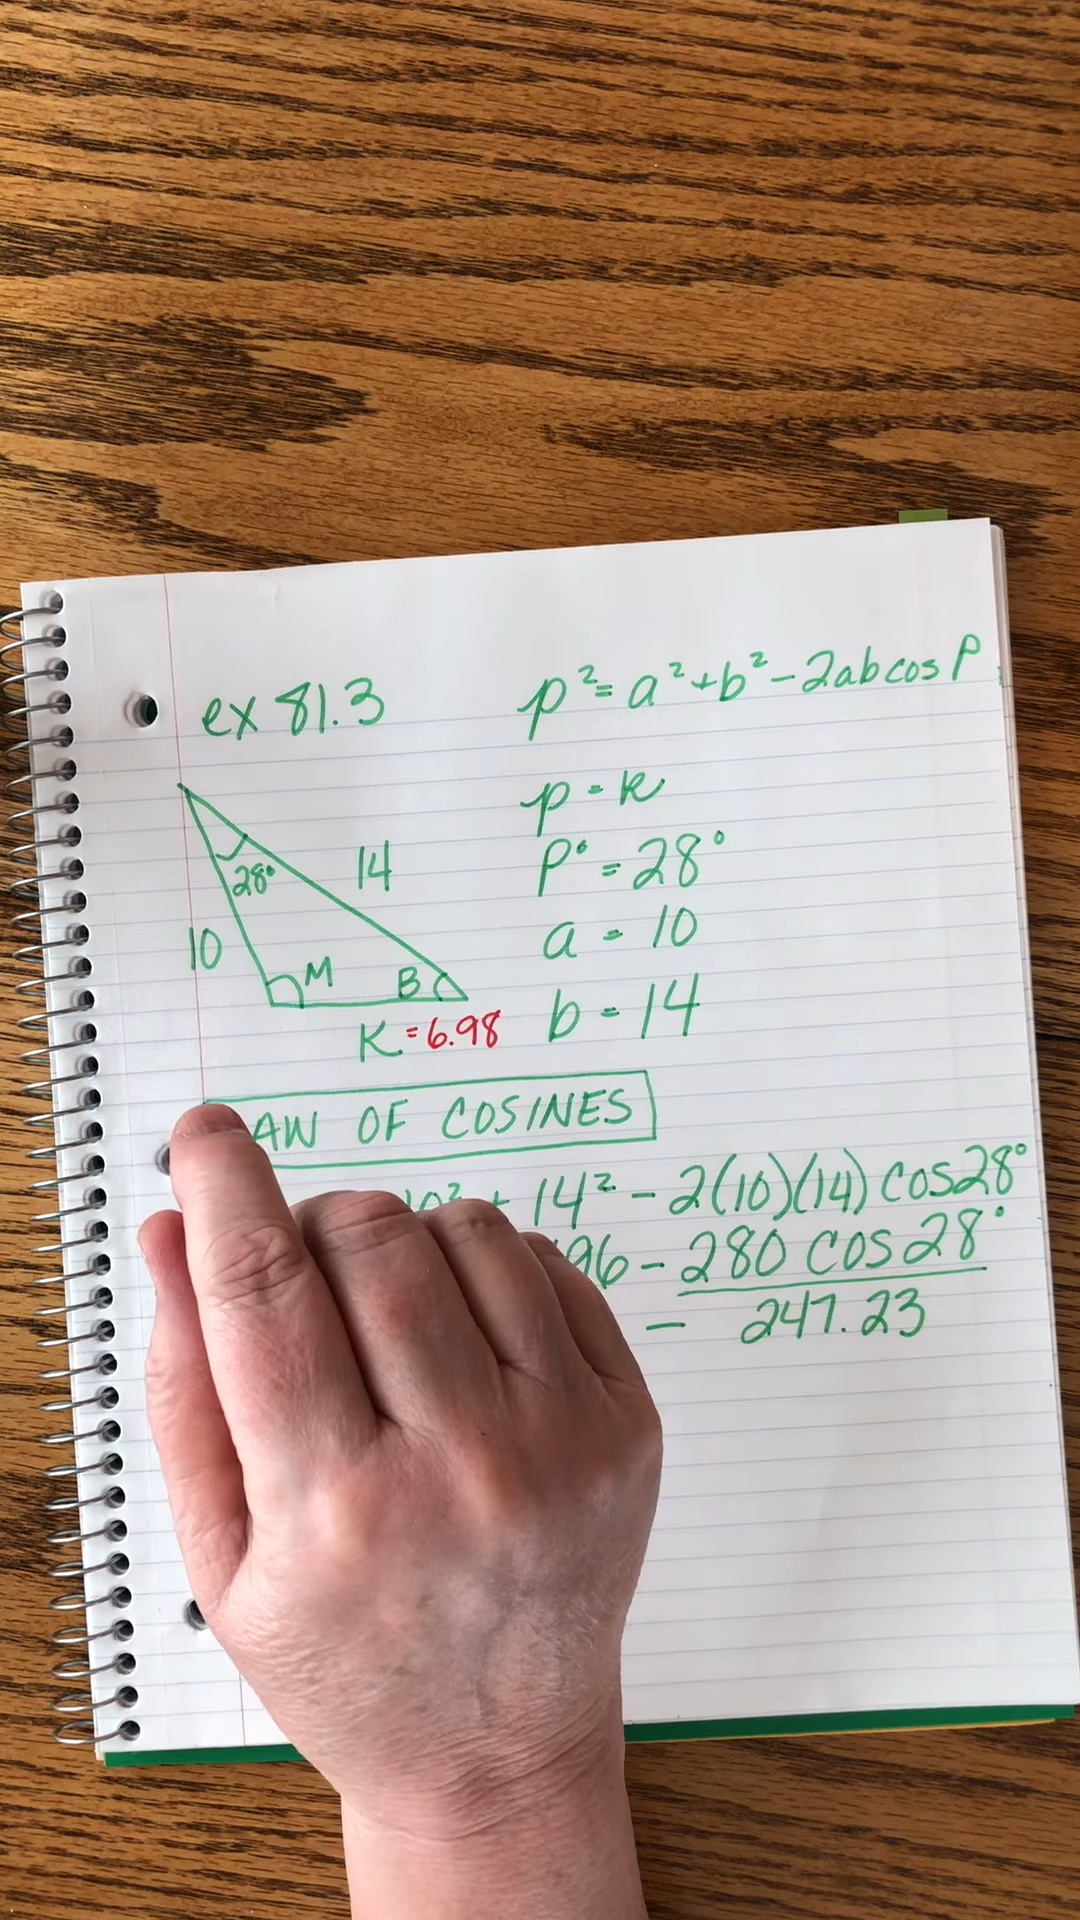 ex 81.3
p² = a² + b² - 2ab cos P
p = k
P° = 28°
a = 10
b = 14
28°
14
10
M
B
K = 6.98
AW OF COSINES
10² + 14² - 2(10)(14) cos 28°
96 - 280 cos 28°
- 247.23